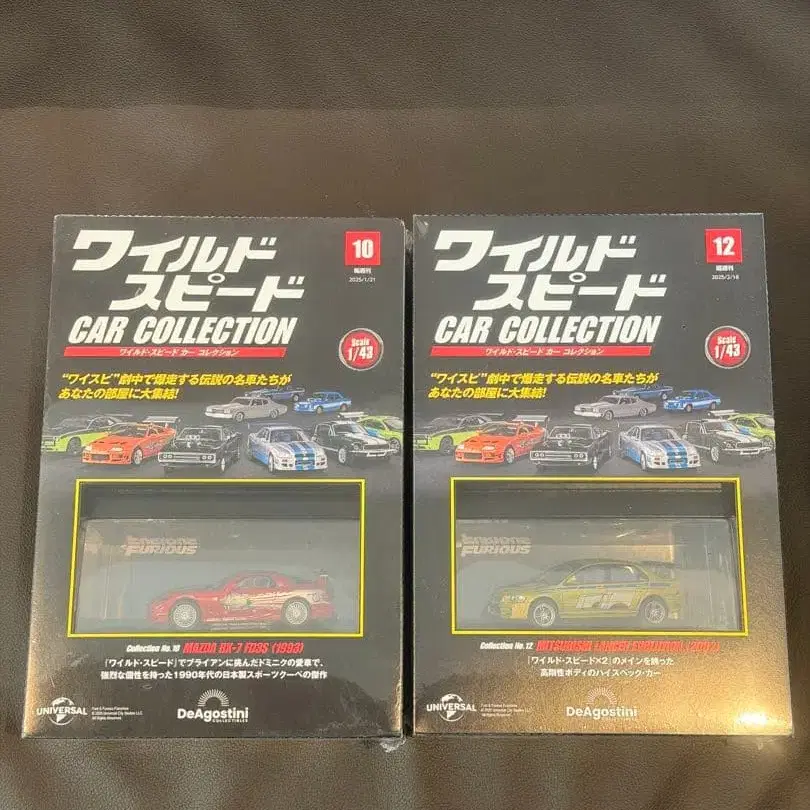 ワイルド
スピード
CAR COLLECTION
ワイルド・スピード カー コレクション
10
隔週刊
2025/1/21
Scale
1/43
“ワイスピ”劇中で爆走する伝説の名車たちが
あなたの部屋に大集結!
FURIOUS
Collection No. 10 MAZDA RX-7 FD3S (1993)
『ワイルド・スピード』でブライアンに挑んだドミニクの愛車で、
強烈な個性を持った1990年代の日本製スポーツクーペの傑作
UNIVERSAL
DeAgostini
COLLECTIBLES
ワイルド
スピード
CAR COLLECTION
ワイルド・スピード カー コレクション
12
隔週刊
2025/2/18
Scale
1/43
“ワイスピ”劇中で爆走する伝説の名車たちが
あなたの部屋に大集結!
FURIOUS
Collection No. 12 MITSUBISHI LANCER EVOLUTION
『ワイルド・スピード×2』のメインを飾った
高剛性ボディのハイスペック・カー
UNIVERSAL
DeAgostini
COLLECTIBLES